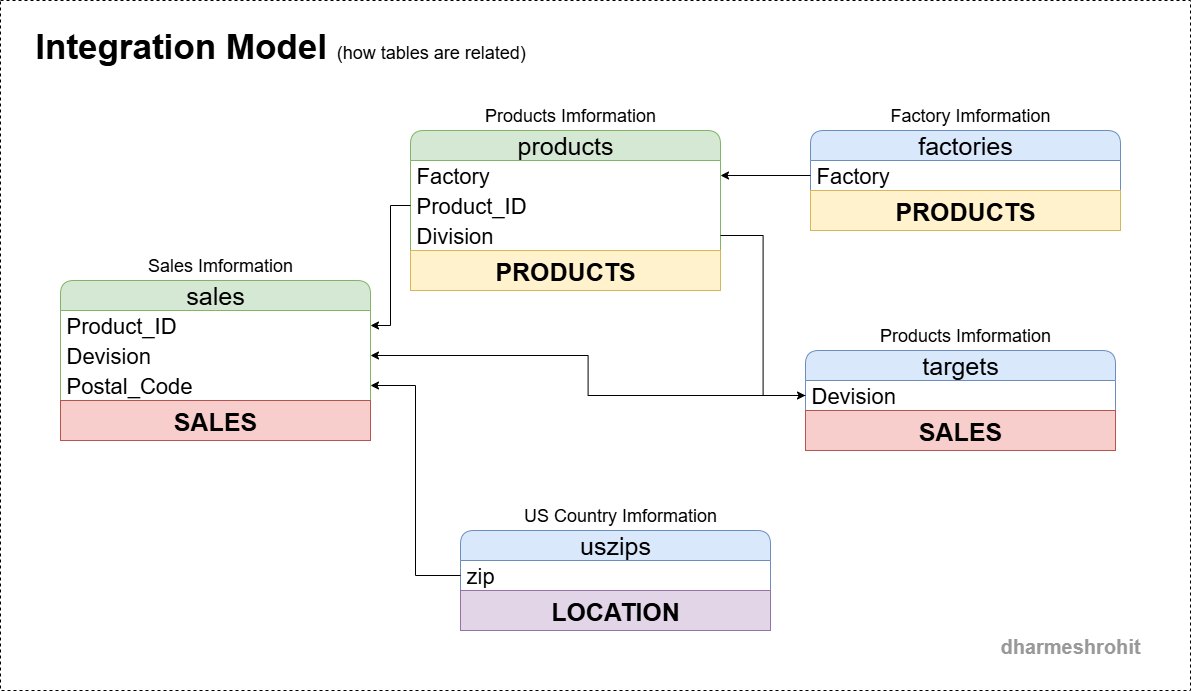 Integration Model (how tables are related)
Products Imformation
products
Factory
Product_ID
Division
PRODUCTS
Factory Imformation
factories
Factory
PRODUCTS
Sales Imformation
sales
Product_ID
Devision
Postal_Code
SALES
Products Imformation
targets
Devision
SALES
US Country Imformation
uszips
zip
LOCATION
dharmeshrohit